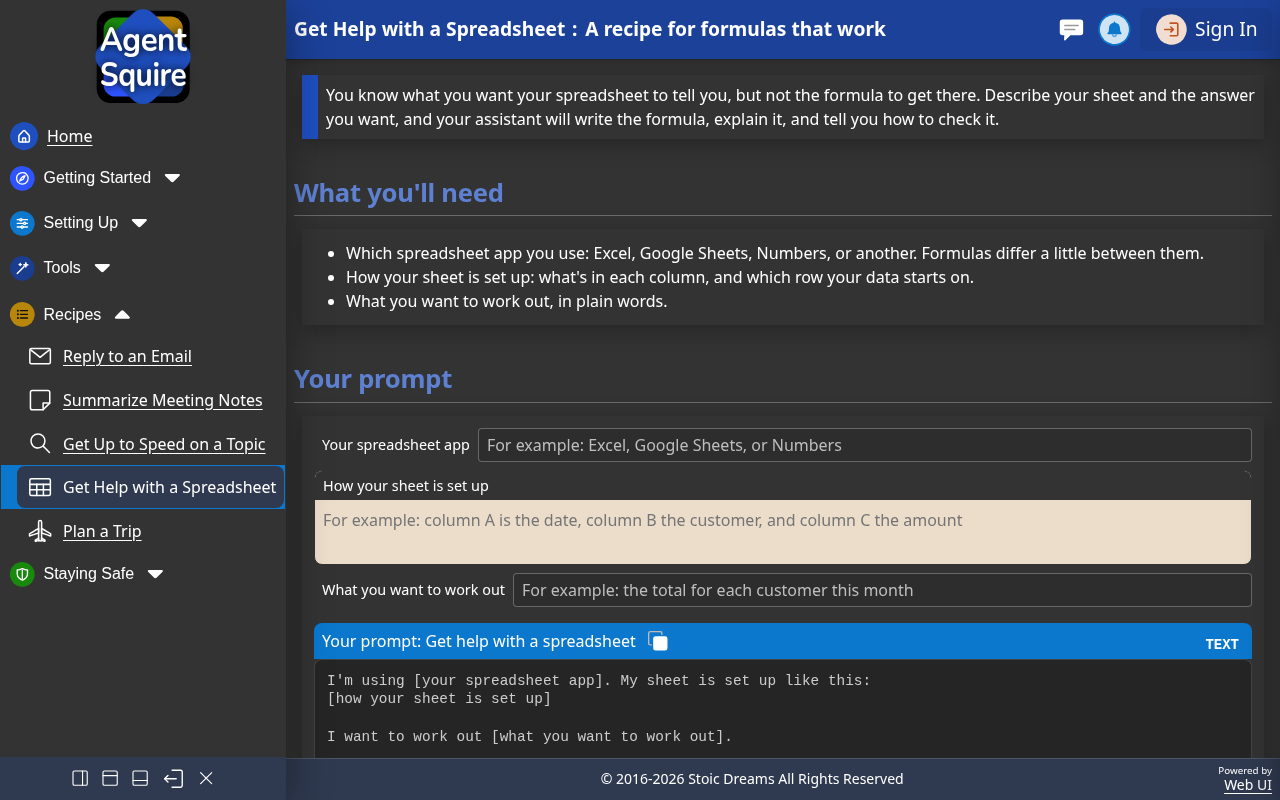 Agent
Squire
Home
Getting Started
Setting Up
Tools
Recipes
Reply to an Email
Summarize Meeting Notes
Get Up to Speed on a Topic
Get Help with a Spreadsheet
Plan a Trip
Staying Safe
Get Help with a Spreadsheet : A recipe for formulas that work
Sign In
You know what you want your spreadsheet to tell you, but not the formula to get there. Describe your sheet and the answer
you want, and your assistant will write the formula, explain it, and tell you how to check it.
What you'll need
• Which spreadsheet app you use: Excel, Google Sheets, Numbers, or another. Formulas differ a little between them.
• How your sheet is set up: what's in each column, and which row your data starts on.
• What you want to work out, in plain words.
Your prompt
Your spreadsheet app For example: Excel, Google Sheets, or Numbers
How your sheet is set up
For example: column A is the date, column B the customer, and column C the amount
What you want to work out For example: the total for each customer this month
Your prompt: Get help with a spreadsheet TEXT
I'm using [your spreadsheet app]. My sheet is set up like this:
[how your sheet is set up]
I want to work out [what you want to work out].
© 2016-2026 Stoic Dreams All Rights Reserved
Powered by
Web UI